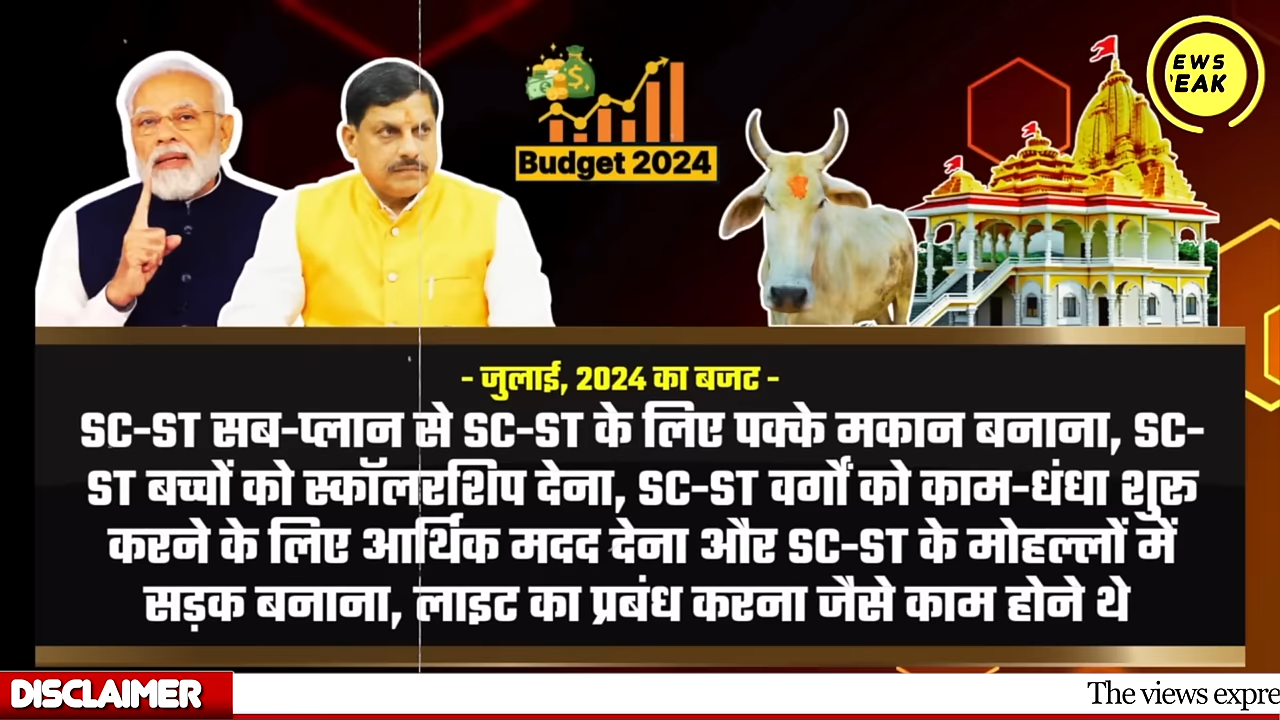 EWS
EAK
Budget 2024
- जुलाई, 2024 का बजट -
SC-ST सब-प्लान से SC-ST के लिए पक्के मकान बनाना, SC-
ST बच्चों को स्कॉलरशिप देना, SC-ST वर्गों को काम-धंधा शुरू
करने के लिए आर्थिक मदद देना और SC-ST के मोहल्लों में
सड़क बनाना, लाइट का प्रबंध करना जैसे काम होने थे
DISCLAIMER
The views expre